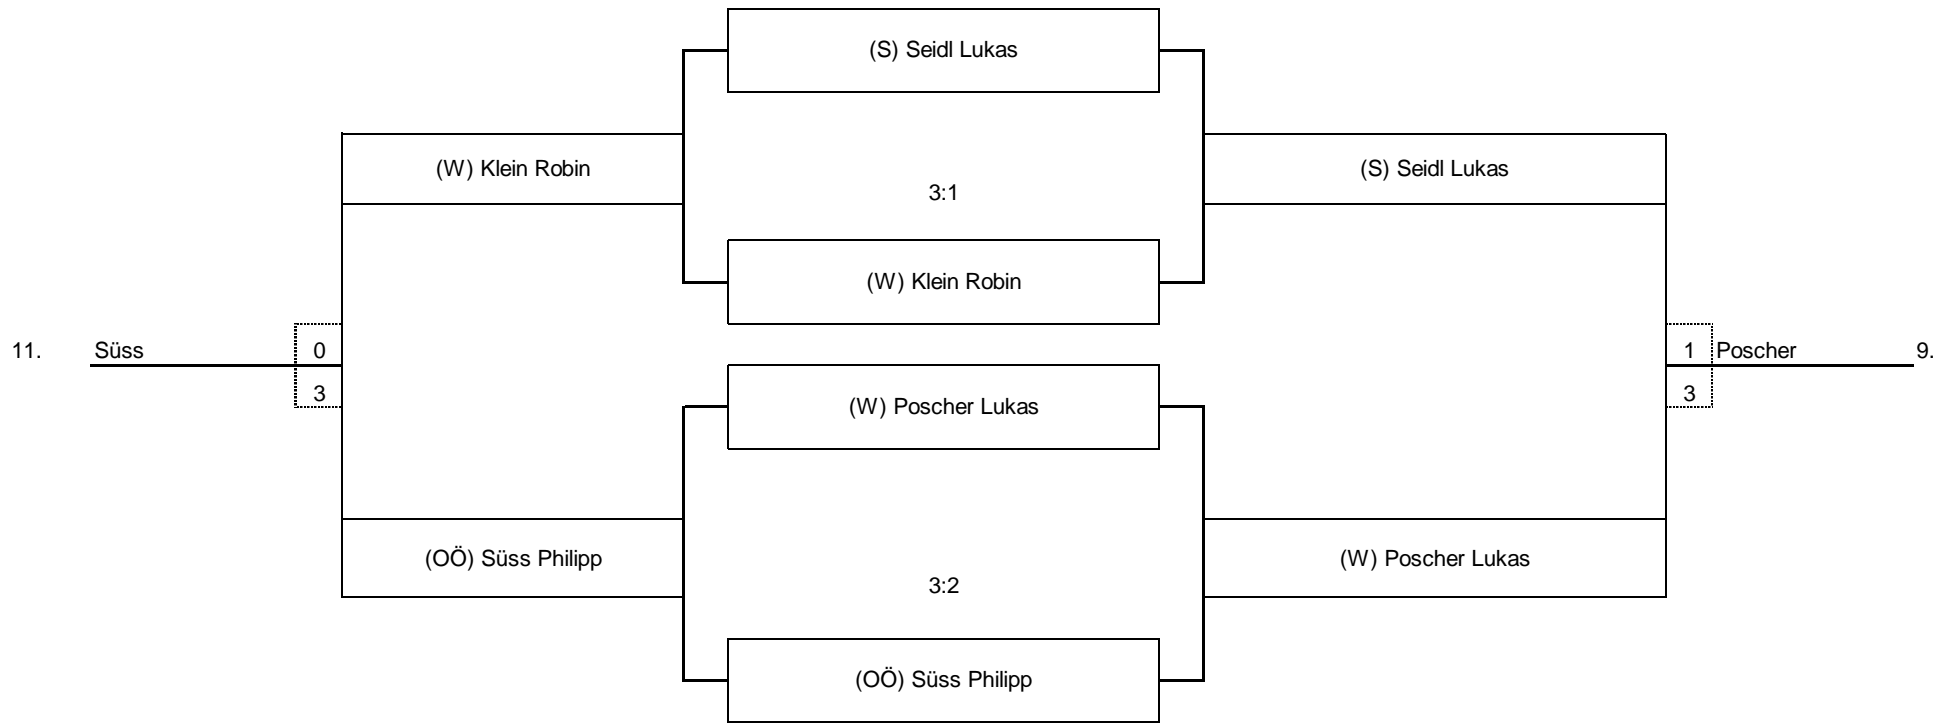 (S) Seidl Lukas
(W) Klein Robin
(S) Seidl Lukas
3:1
(W) Klein Robin
11. Süss 0
1 Poscher 9.
3
3
(W) Poscher Lukas
(OÖ) Süss Philipp
(W) Poscher Lukas
3:2
(OÖ) Süss Philipp